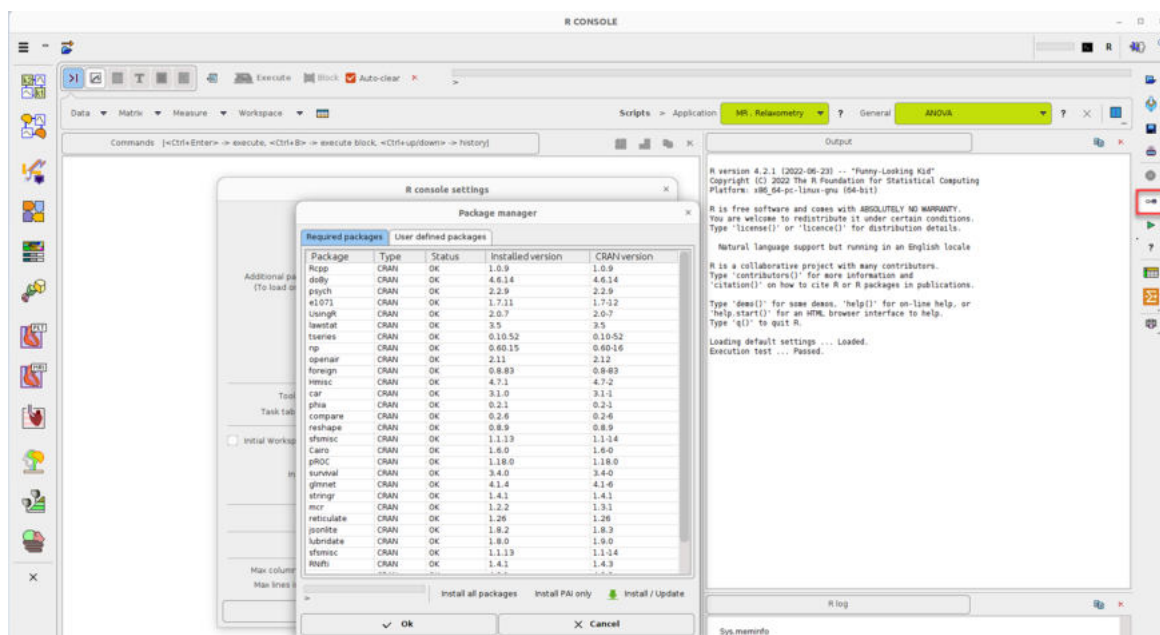 R CONSOLE
R
Execute Block Auto-clear
>
Data Matrix Measure Workspace Scripts > Application MR . Relaxometry ? General ANOVA ?
Commands [<Ctrl+Enter> -> execute, <Ctrl+B> -> execute block, <Ctrl+up/down> -> history]
R console settings
Additional pa
(To load or
Tool
Task tab
Initial Worksp
In
Max column
Max lines i
Package manager
Required packages User defined packages
Package Type Status Installed version CRAN version
Rcpp CRAN OK 1.0.9 1.0.9
doBy CRAN OK 4.6.14 4.6.14
psych CRAN OK 2.2.9 2.2.9
e1071 CRAN OK 1.7.11 1.7-12
UsingR CRAN OK 2.0.7 2.0-7
lawstat CRAN OK 3.5 3.5
tseries CRAN OK 0.10.52 0.10-52
np CRAN OK 0.60.15 0.60-16
openair CRAN OK 2.11 2.12
foreign CRAN OK 0.8.83 0.8-83
Hmisc CRAN OK 4.7.1 4.7-2
car CRAN OK 3.1.0 3.1-1
phia CRAN OK 0.2.1 0.2-1
compare CRAN OK 0.2.6 0.2-6
reshape CRAN OK 0.8.9 0.8.9
sfsmisc CRAN OK 1.1.13 1.1-14
Cairo CRAN OK 1.6.0 1.6-0
pROC CRAN OK 1.18.0 1.18.0
survival CRAN OK 3.4.0 3.4-0
glmnet CRAN OK 4.1.4 4.1-6
stringr CRAN OK 1.4.1 1.4.1
mcr CRAN OK 1.2.2 1.3.1
reticulate CRAN OK 1.26 1.26
jsonlite CRAN OK 1.8.2 1.8.3
lubridate CRAN OK 1.8.0 1.9.0
sfsmisc CRAN OK 1.1.13 1.1-14
RNifti CRAN OK 1.4.1 1.4.3
> Install all packages Install PAI only Install / Update
Ok Cancel
Output
R version 4.2.1 (2022-06-23) -- "Funny-Looking Kid"
Copyright (C) 2022 The R Foundation for Statistical Computing
Platform: x86_64-pc-linux-gnu (64-bit)
R is free software and comes with ABSOLUTELY NO WARRANTY.
You are welcome to redistribute it under certain conditions.
Type 'license()' or 'licence()' for distribution details.
Natural language support but running in an English locale
R is a collaborative project with many contributors.
Type 'contributors()' for more information and
'citation()' on how to cite R or R packages in publications.
Type 'demo()' for some demos, 'help()' for on-line help, or
'help.start()' for an HTML browser interface to help.
Type 'q()' to quit R.
Loading default settings ... Loaded.
Execution test ... Passed.
R log
Sys.meminfo